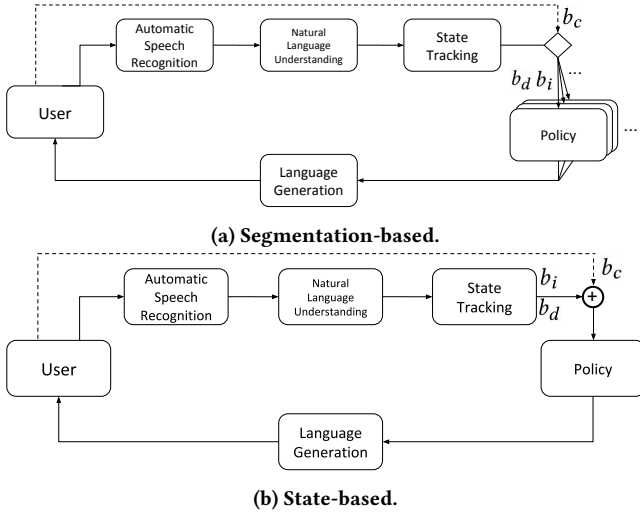 Automatic
Speech
Recognition
Natural
Language
Understanding
State
Tracking
b_c
b_d b_i
...
User
Policy
...
Language
Generation
(a) Segmentation-based.
Automatic
Speech
Recognition
Natural
Language
Understanding
State
Tracking
b_i
b_d
b_c
+
User
Policy
Language
Generation
(b) State-based.